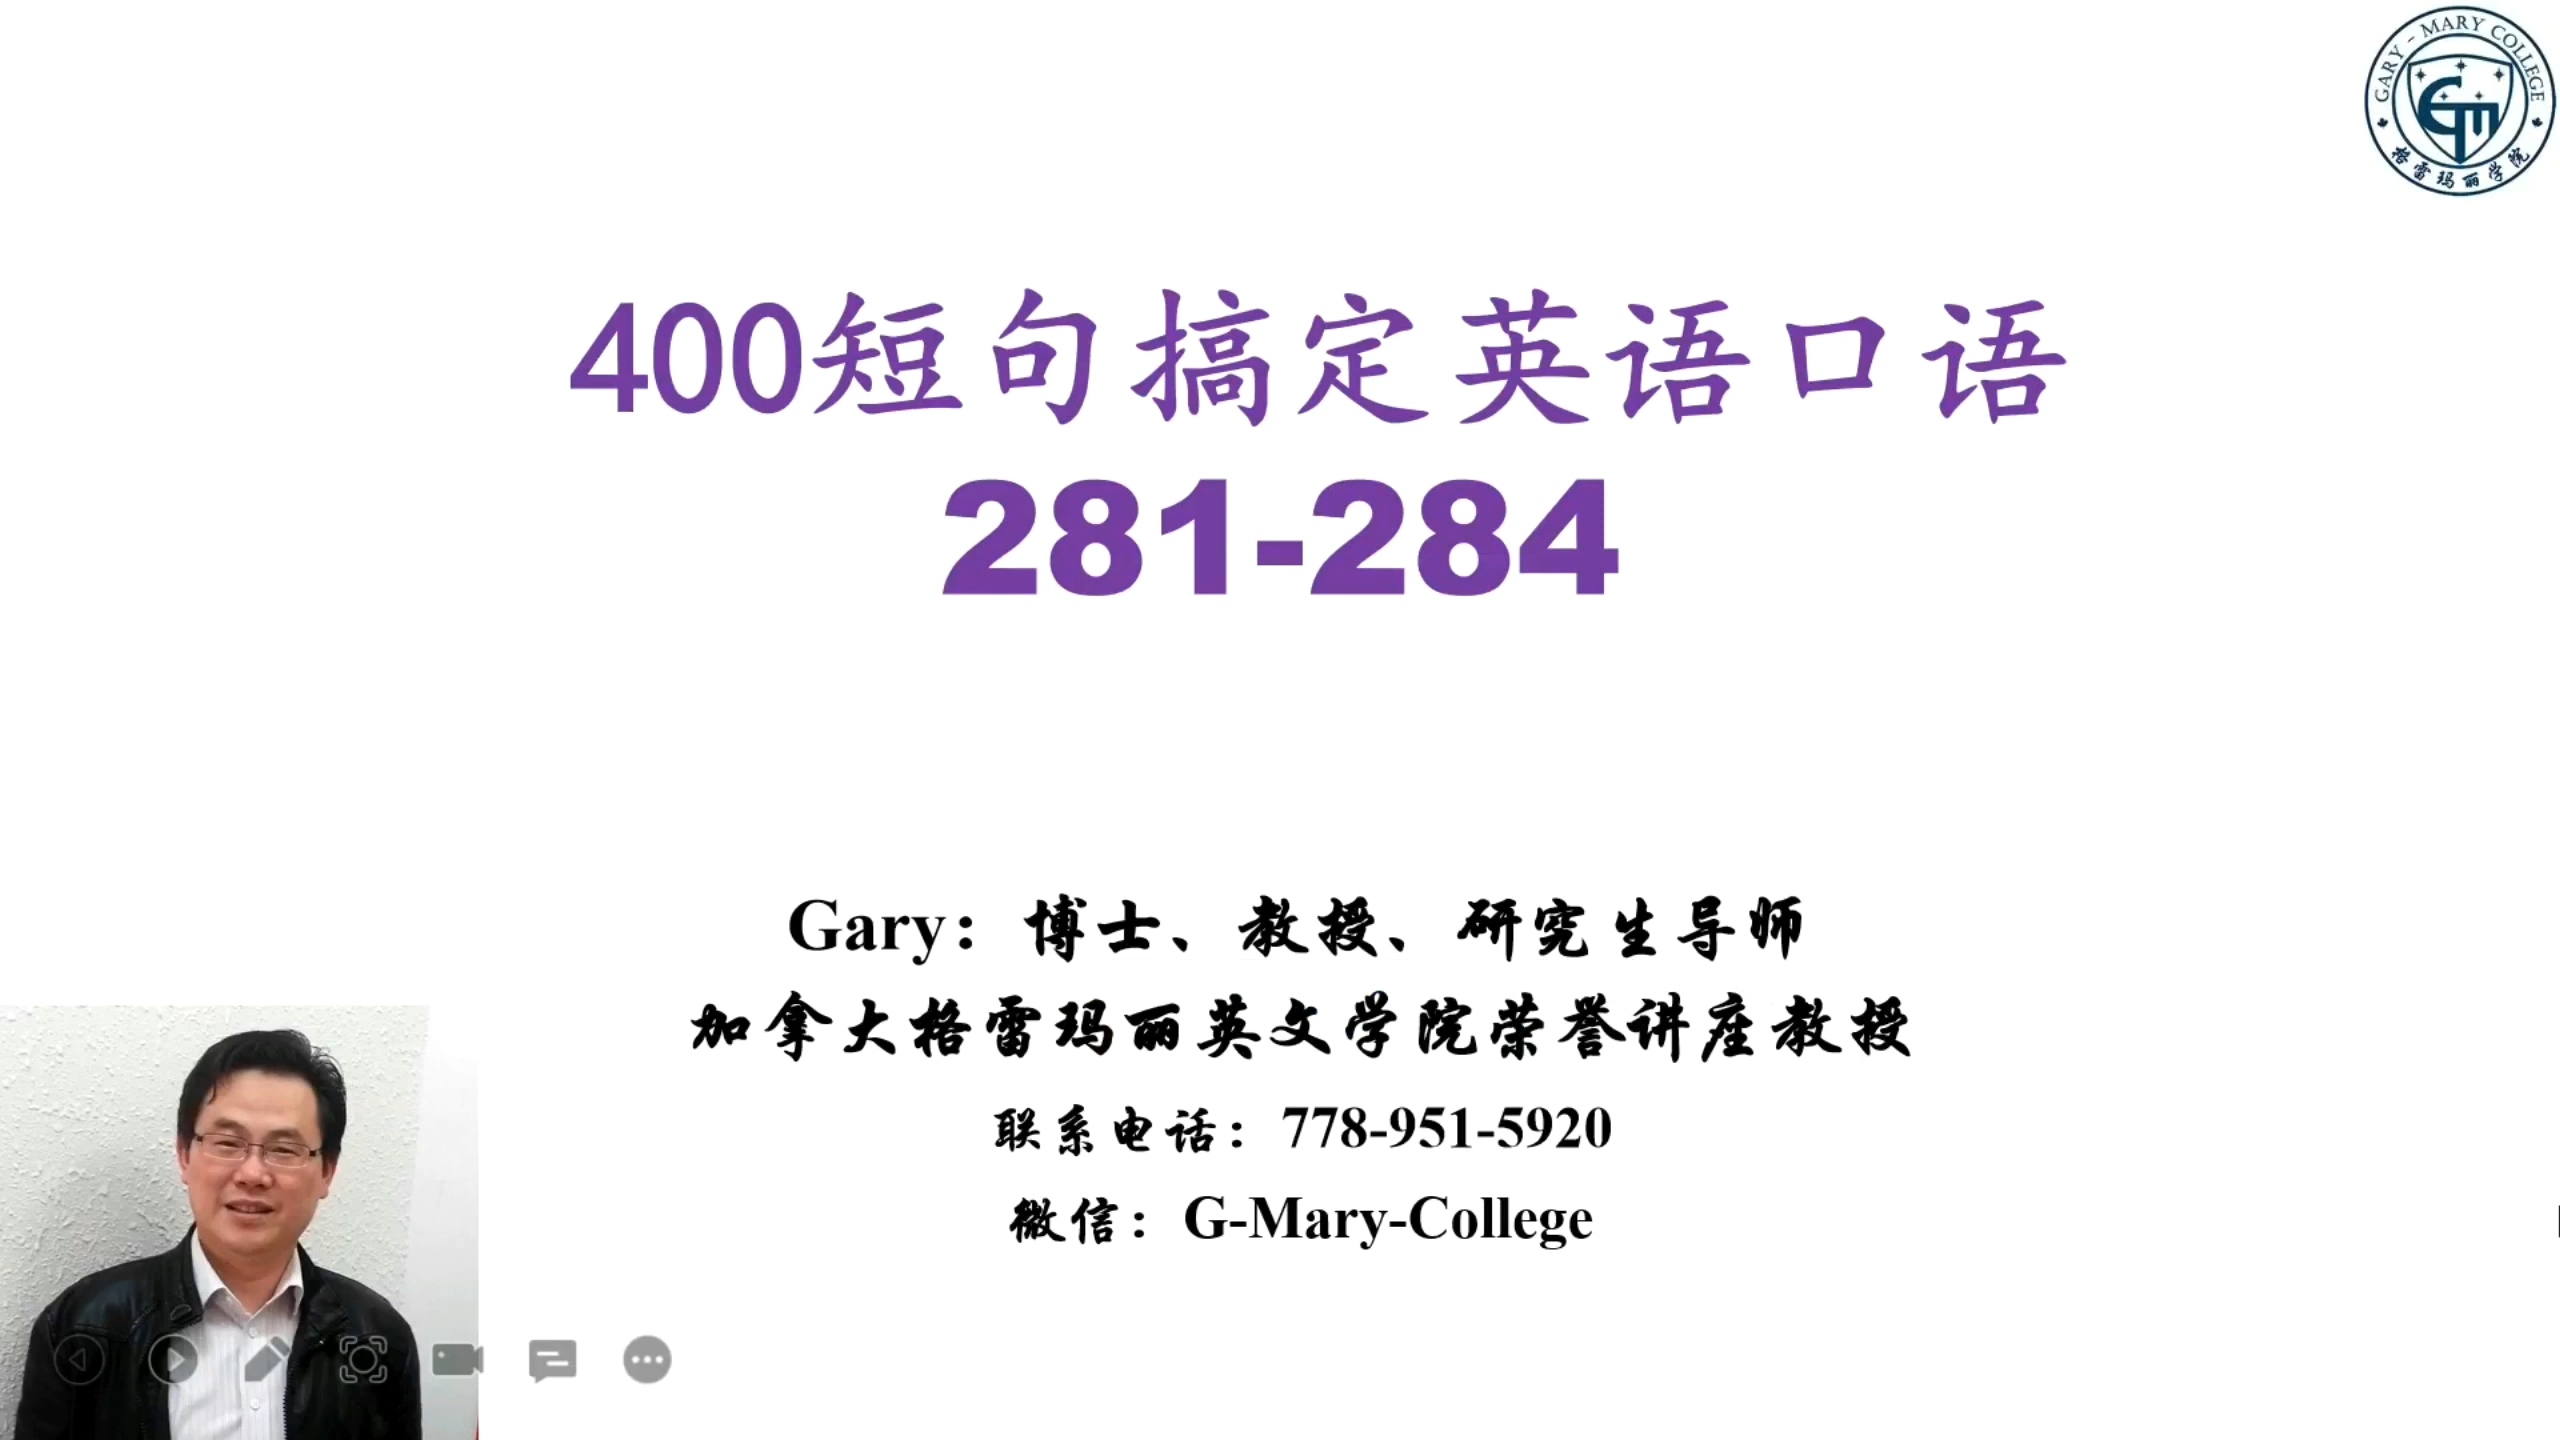 GARY - MARY COLLEGE
格雷玛丽学院
400短句搞定英语口语
281-284
Gary：博士、教授、研究生导师
加拿大格雷玛丽英文学院荣誉讲座教授
联系电话：778-951-5920
微信：G-Mary-College